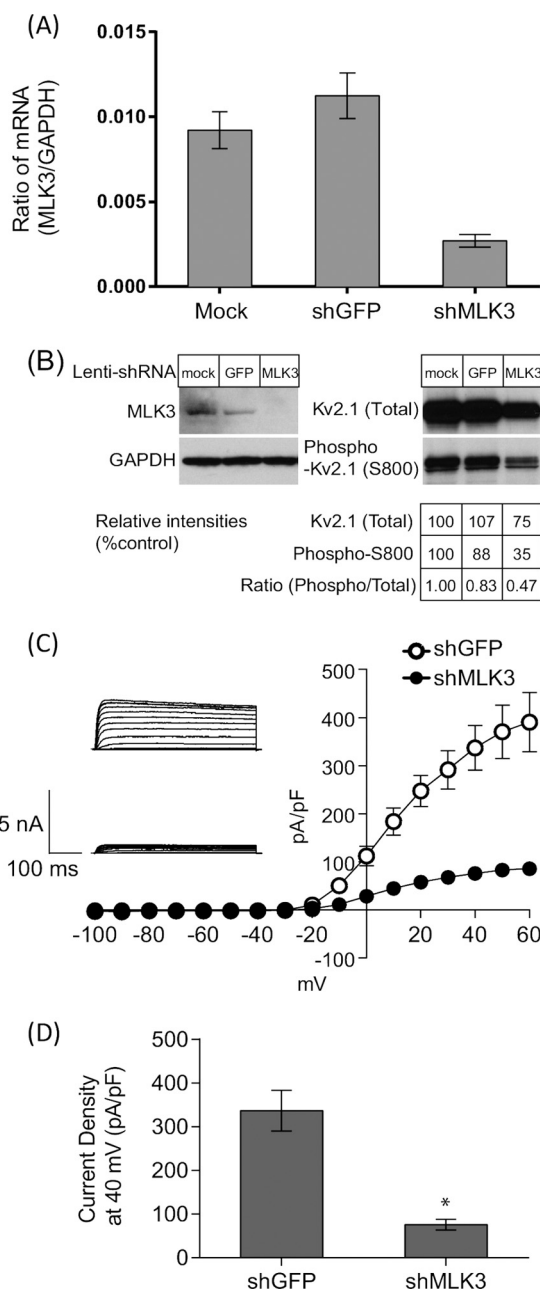 (A)
Ratio of mRNA
(MLK3/GAPDH)
0.015
0.010
0.005
0.000
Mock shGFP shMLK3
(B)
Lenti-shRNA mock GFP MLK3
MLK3
GAPDH
mock GFP MLK3
Kv2.1 (Total)
Phospho
-Kv2.1 (S800)
Relative intensities
(%control)
Kv2.1 (Total) 100 107 75
Phospho-S800 100 88 35
Ratio (Phospho/Total) 1.00 0.83 0.47
(C)
shGFP
shMLK3
5 nA
100 ms
pA/pF
500
400
300
200
100
-100
-100 -80 -60 -40 -20 20 40 60
mV
(D)
Current Density
at 40 mV (pA/pF)
500
400
300
200
100
0
*
shGFP shMLK3